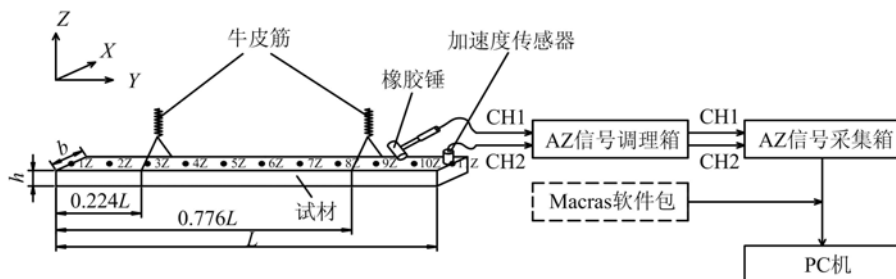 Z
X
Y
牛皮筋
加速度传感器
橡胶锤
CH1
CH2
AZ信号调理箱
CH1
CH2
AZ信号采集箱
b
1Z 2Z 3Z 4Z 5Z 6Z 7Z 8Z 9Z 10Z
z
h
试材
0.224L
0.776L
L
Macras软件包
PC机